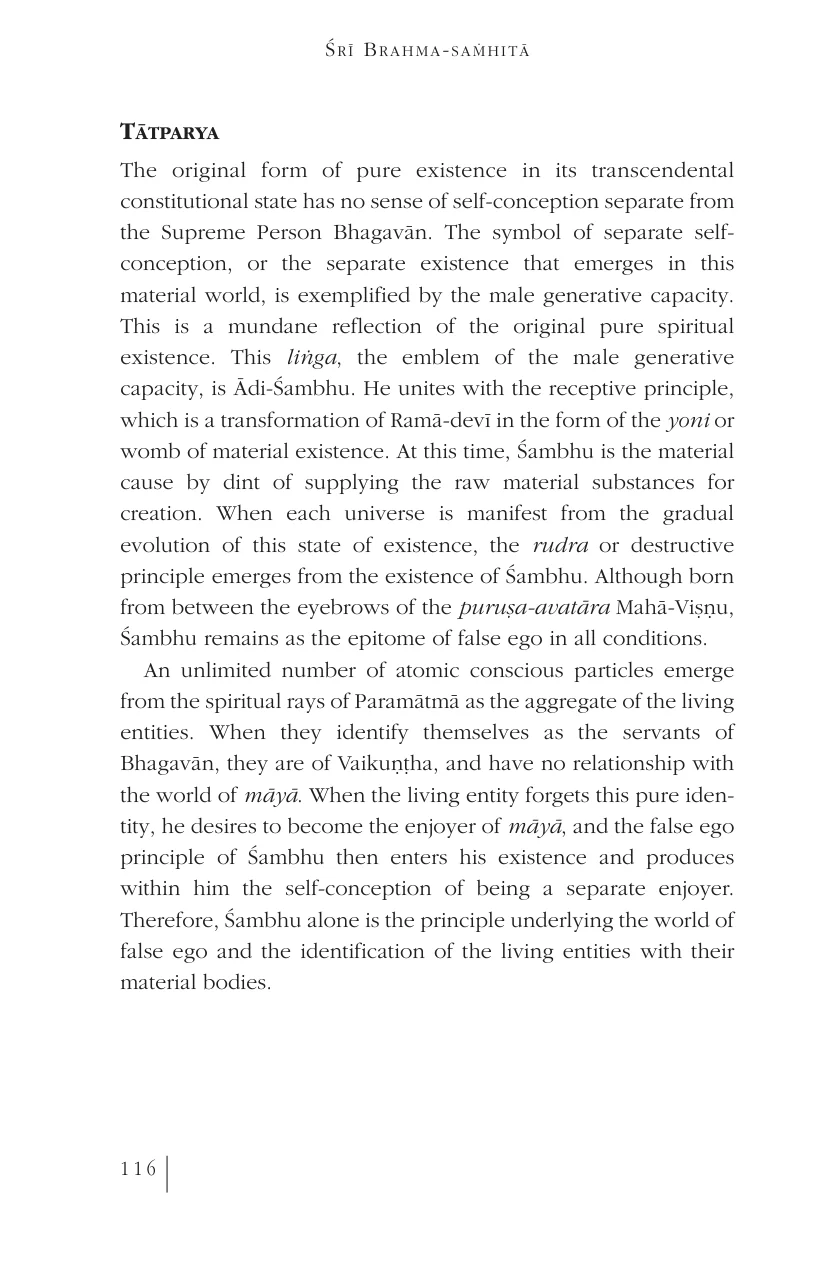 Śrī Brahma-saṁhitā
Tātparya
The original form of pure existence in its transcendental
constitutional state has no sense of self-conception separate from
the Supreme Person Bhagavān. The symbol of separate self-
conception, or the separate existence that emerges in this
material world, is exemplified by the male generative capacity.
This is a mundane reflection of the original pure spiritual
existence. This liṅga, the emblem of the male generative
capacity, is Ādi-Śambhu. He unites with the receptive principle,
which is a transformation of Ramā-devī in the form of the yoni or
womb of material existence. At this time, Śambhu is the material
cause by dint of supplying the raw material substances for
creation. When each universe is manifest from the gradual
evolution of this state of existence, the rudra or destructive
principle emerges from the existence of Śambhu. Although born
from between the eyebrows of the puruṣa-avatāra Mahā-Viṣṇu,
Śambhu remains as the epitome of false ego in all conditions.
An unlimited number of atomic conscious particles emerge
from the spiritual rays of Paramātmā as the aggregate of the living
entities. When they identify themselves as the servants of
Bhagavān, they are of Vaikuṇṭha, and have no relationship with
the world of māyā. When the living entity forgets this pure iden-
tity, he desires to become the enjoyer of māyā, and the false ego
principle of Śambhu then enters his existence and produces
within him the self-conception of being a separate enjoyer.
Therefore, Śambhu alone is the principle underlying the world of
false ego and the identification of the living entities with their
material bodies.
116